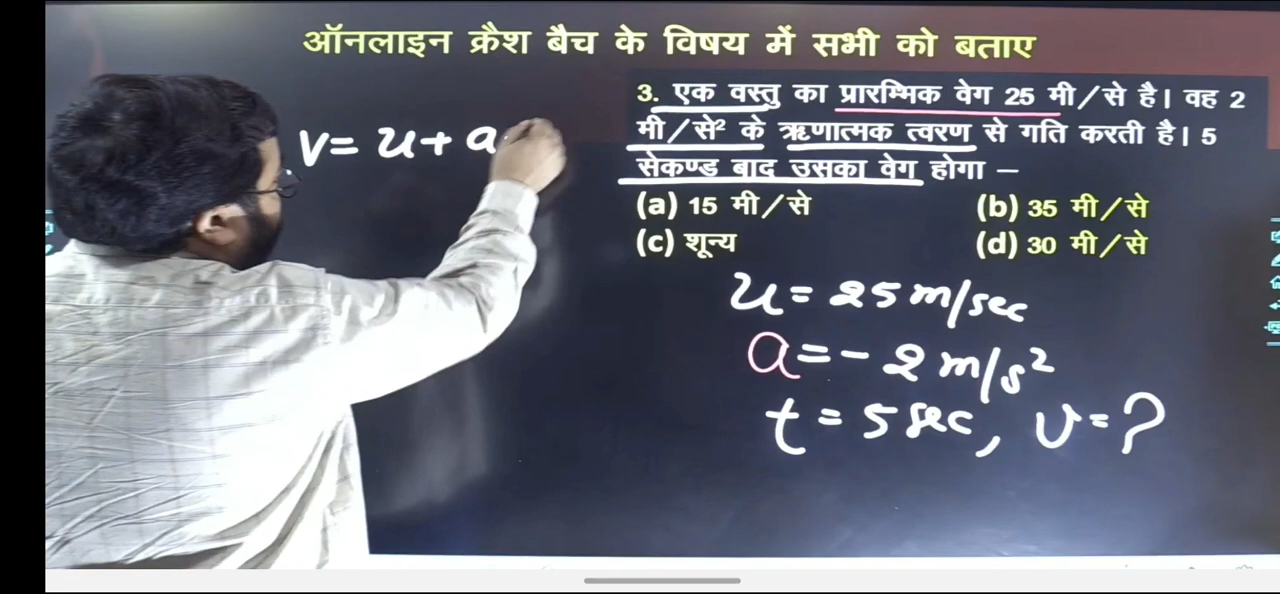 ऑनलाइन क्रैश बैच के विषय में सभी को बताए
3. एक वस्तु का प्रारम्भिक वेग 25 मी/से है। वह 2
मी/से² के ऋणात्मक त्वरण से गति करती है। 5
सेकण्ड बाद उसका वेग होगा –
(a) 15 मी/से (b) 35 मी/से
(c) शून्य (d) 30 मी/से
v = u + a
u = 25 m/sec
a = - 2 m/s²
t = 5 sec, v = ?